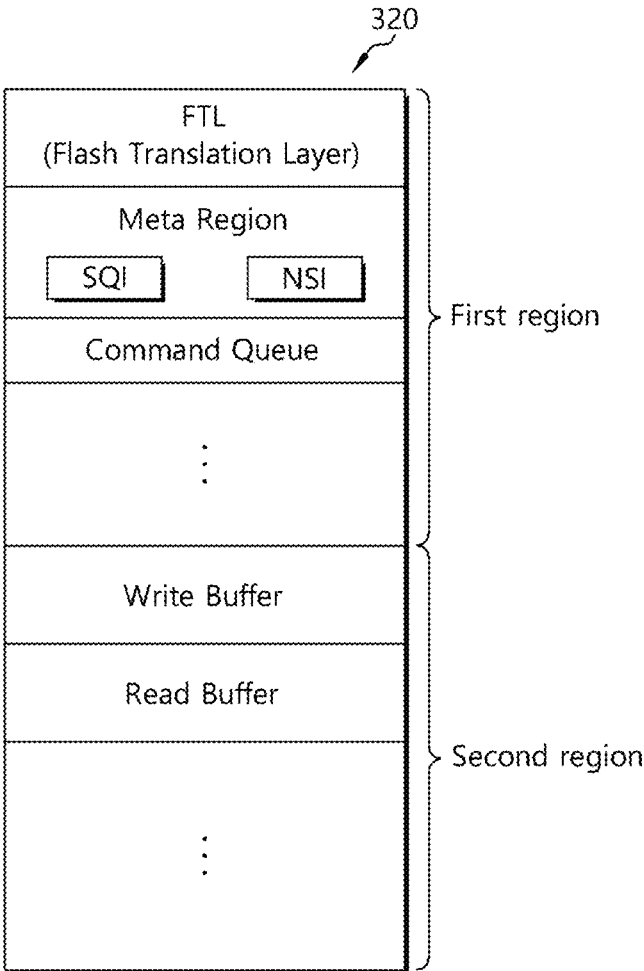 320
FTL
(Flash Translation Layer)
Meta Region
SQI NSI
First region
Command Queue
Write Buffer
Read Buffer
Second region